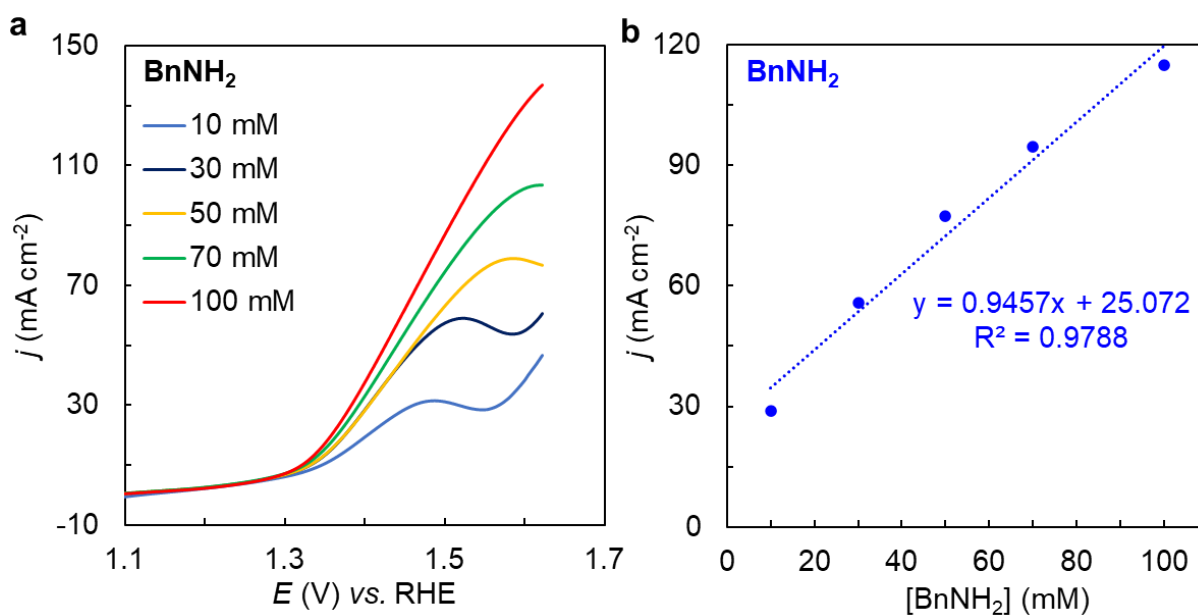 a
150
110
70
30
-10
j (mA cm⁻²)
BnNH₂
10 mM
30 mM
50 mM
70 mM
100 mM
1.1
1.3
1.5
1.7
E (V) vs. RHE
b
120
90
60
30
0
j (mA cm⁻²)
BnNH₂
y = 0.9457x + 25.072
R² = 0.9788
0
20
40
60
80
100
[BnNH₂] (mM)